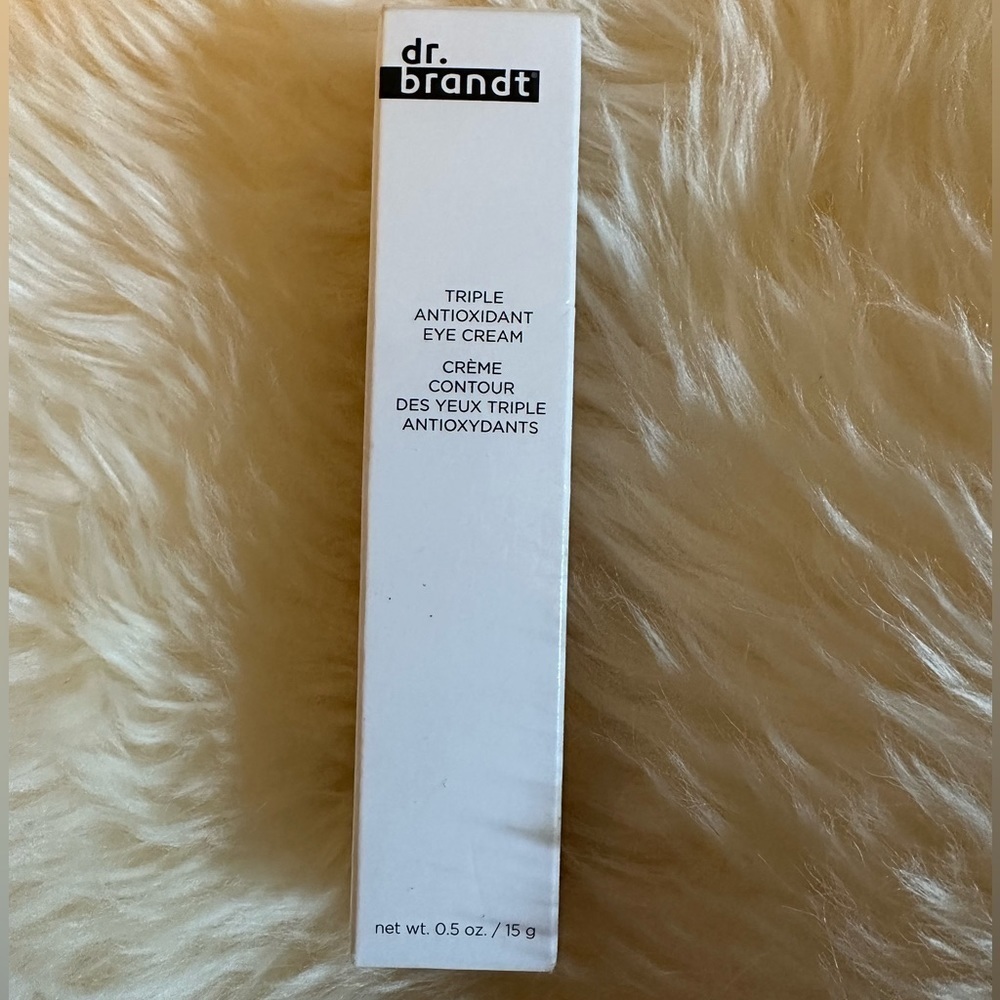 dr.
brandt
TRIPLE
ANTIOXIDANT
EYE CREAM
CRÈME
CONTOUR
DES YEUX TRIPLE
ANTIOXYDANTS
net wt. 0.5 oz. / 15 g